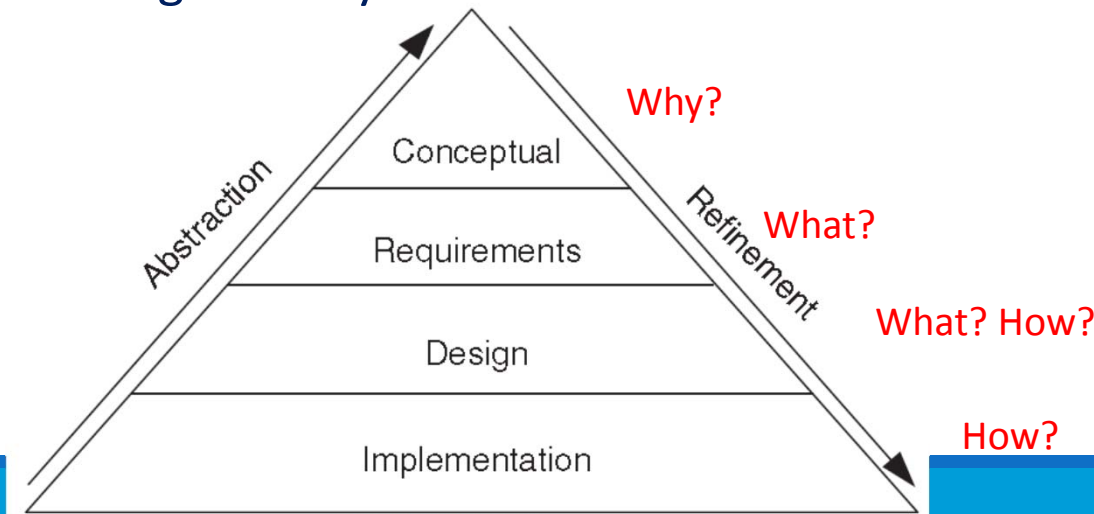 Why?
Conceptual
Abstraction
Refinement
What?
Requirements
What? How?
Design
How?
Implementation